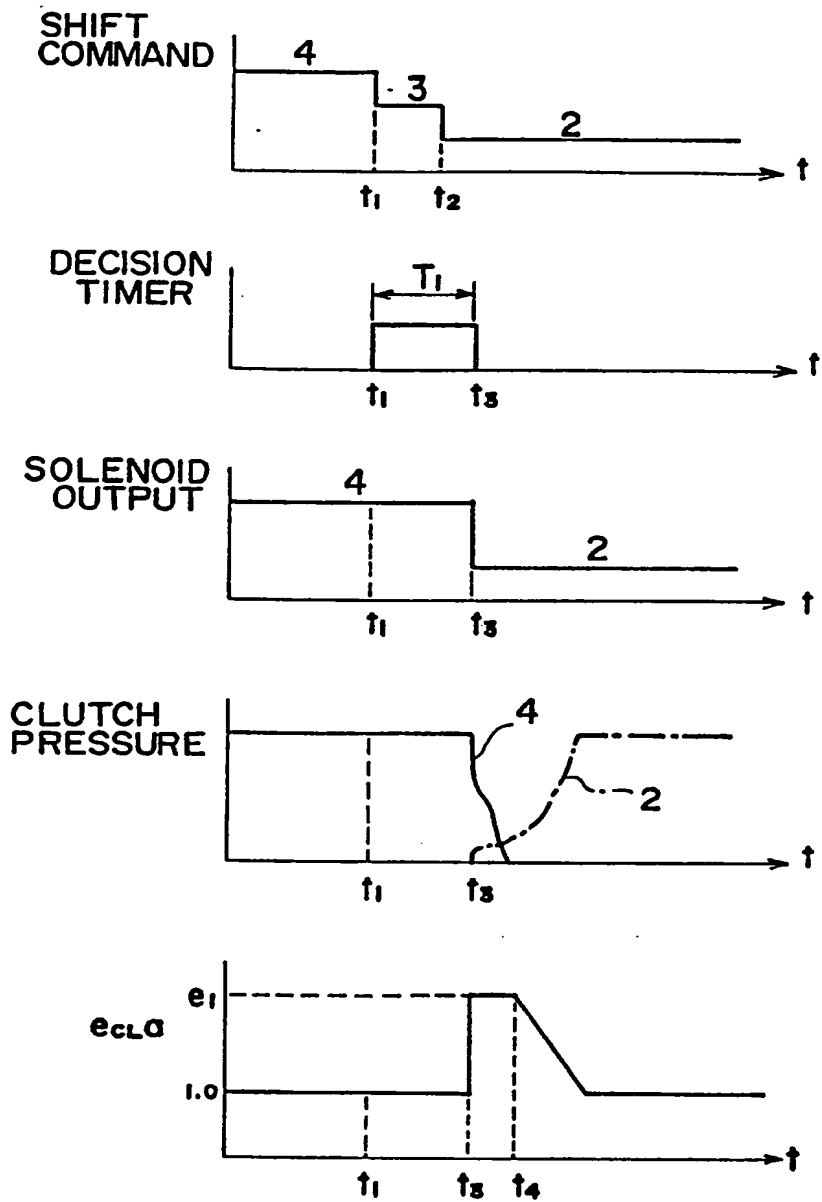 SHIFT
COMMAND
4
3
2
t
t1
t2
DECISION
TIMER
T1
t
t1
t3
SOLENOID
OUTPUT
4
2
t
t1
t3
CLUTCH
PRESSURE
4
2
t
t1
t3
e1
eCLa
1.0
t
t1
t3
t4